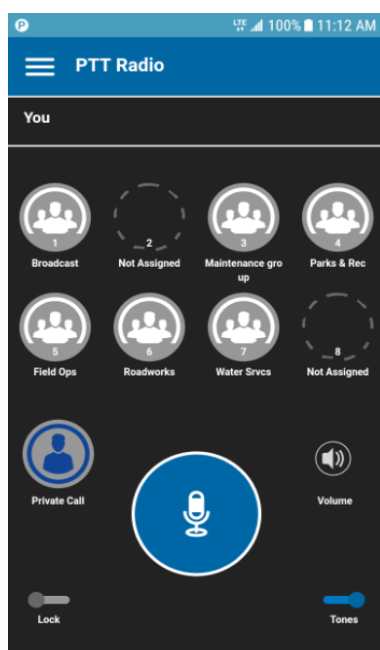 P LTE 100% 11:12 AM
PTT Radio
You
1 2 3 4
Broadcast Not Assigned Maintenance gro Parks & Rec
up
5 6 7 8
Field Ops Roadworks Water Srvcs Not Assigned
Private Call Volume
Lock Tones